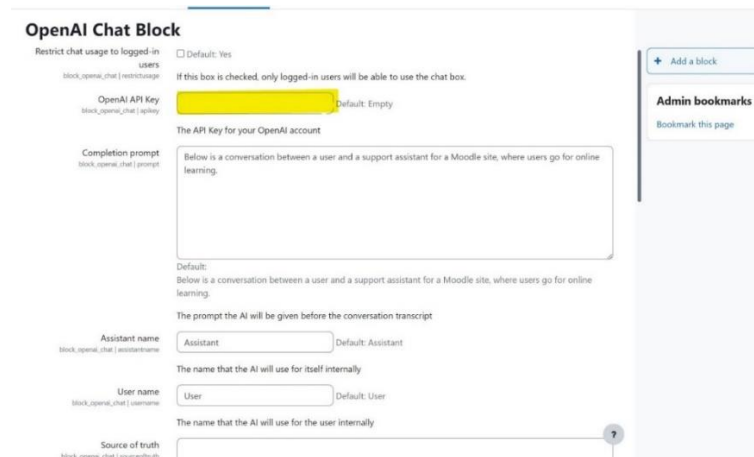 OpenAI Chat Block
Restrict chat usage to logged-in
users
block_openai_chat | restrictusage
Default: Yes
If this box is checked, only logged-in users will be able to use the chat box.
OpenAI API Key
block_openai_chat | apikey
Default: Empty
The API Key for your OpenAI account
Completion prompt
block_openai_chat | prompt
Below is a conversation between a user and a support assistant for a Moodle site, where users go for online
learning.
Default:
Below is a conversation between a user and a support assistant for a Moodle site, where users go for online
learning.
The prompt the AI will be given before the conversation transcript
Assistant name
block_openai_chat | assistantname
Assistant
Default: Assistant
The name that the AI will use for itself internally
User name
block_openai_chat | username
User
Default: User
The name that the AI will use for the user internally
Source of truth
block_openai_chat | sourceoftruth
?
+ Add a block
Admin bookmarks
Bookmark this page